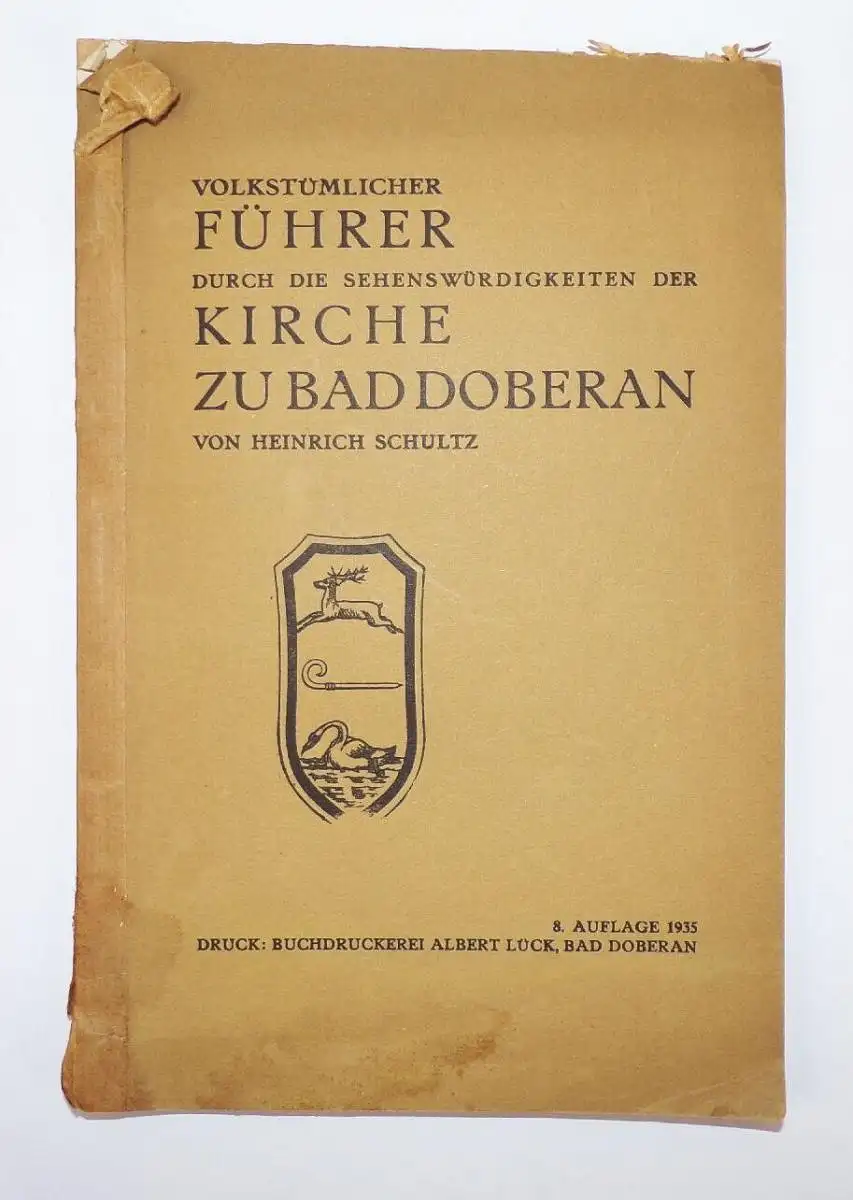 VOLKSTÜMLICHER
FÜHRER
DURCH DIE SEHENSWÜRDIGKEITEN DER
KIRCHE
ZU BAD DOBERAN
VON HEINRICH SCHULTZ
8. AUFLAGE 1935
DRUCK: BUCHDRUCKEREI ALBERT LÜCK, BAD DOBERAN